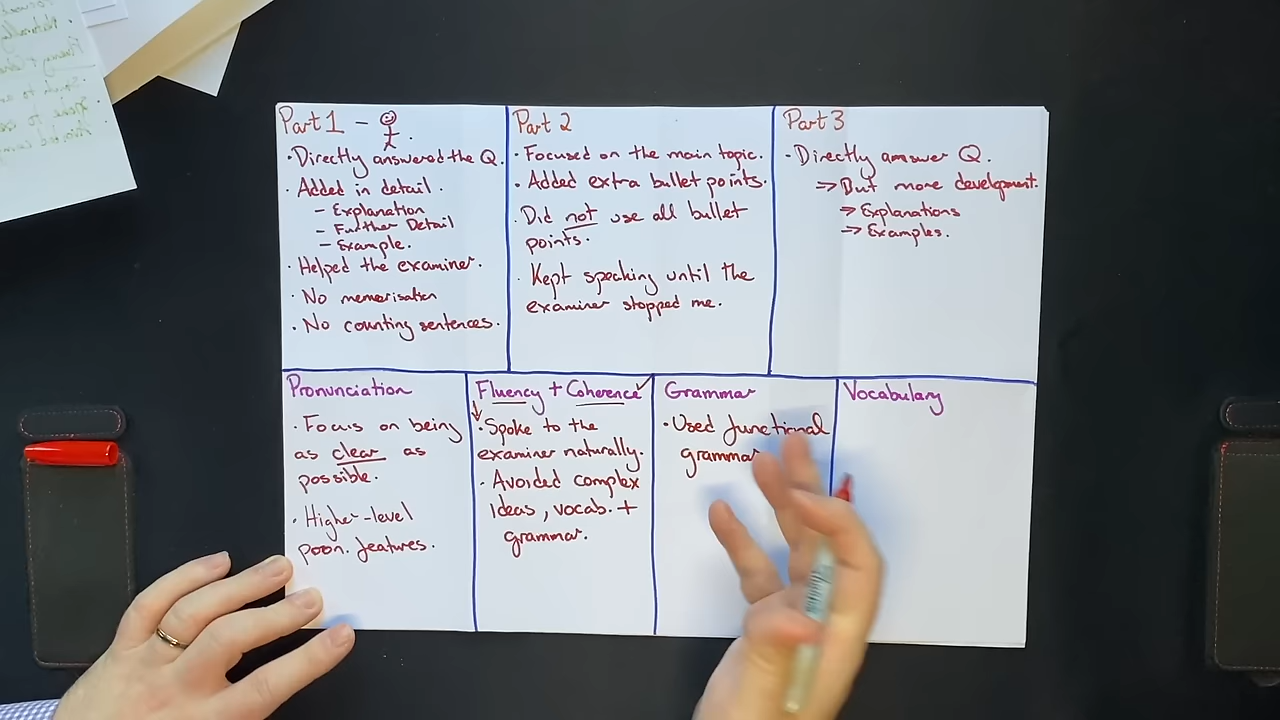 Part 1 -
· Directly answered the Q.
· Added in detail.
- Explanation
- Further Detail
- Example.
· Helped the examiner.
· No memorisation
· No counting sentences.
Part 2
· Focused on the main topic.
· Added extra bullet points.
· Did not use all bullet
points.
· Kept speaking until the
examiner stopped me.
Part 3
· Directly answer Q.
⇒ But more development.
→ Explanations
→ Examples.
Pronunciation
· Focus on being
as clear as
possible.
· Higher-level
pron. features.
Fluency + Coherence ✓
↓
· Spoke to the
examiner naturally.
· Avoided complex
Ideas, vocab. +
grammar.
Grammar
· Used functional
grammar
Vocabulary